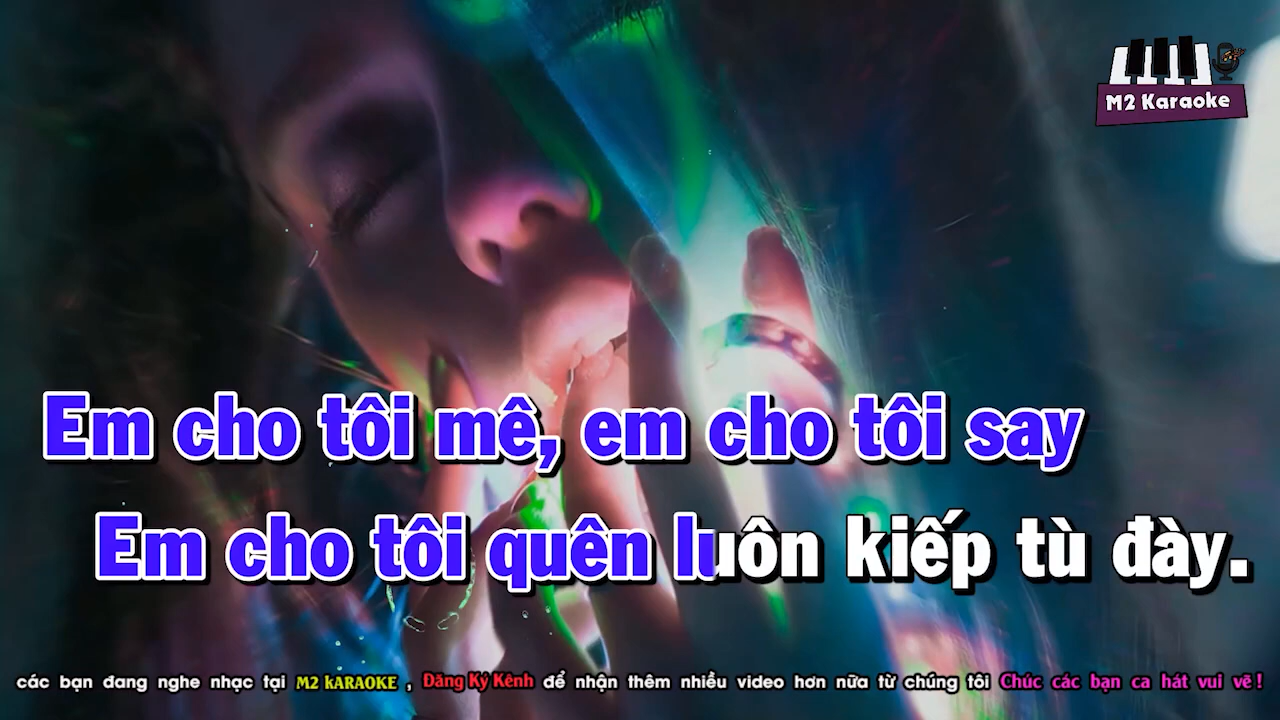 M2 Karaoke
Em cho tôi mê, em cho tôi say
Em cho tôi quên luôn kiếp tù đày.
các bạn đang nghe nhạc tại M2 KARAOKE , Đăng Ký Kênh để nhận thêm nhiều video hơn nữa từ chúng tôi Chúc các bạn ca hát vui vẽ !